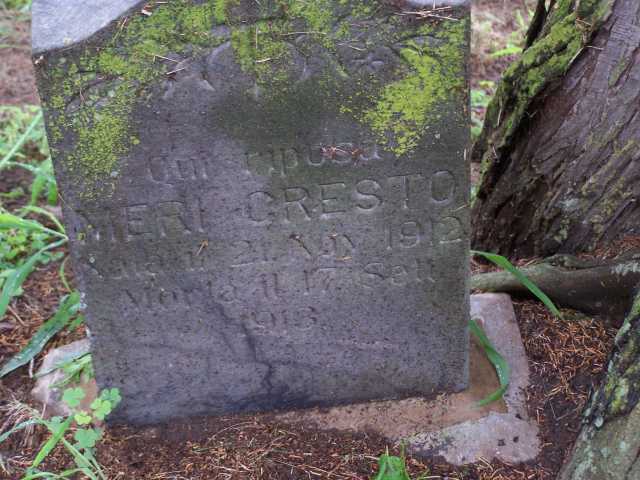 Qui riposa
MERI CRESTO
Nata il 21. Nov 1912
Morta il 17. Sett
1913